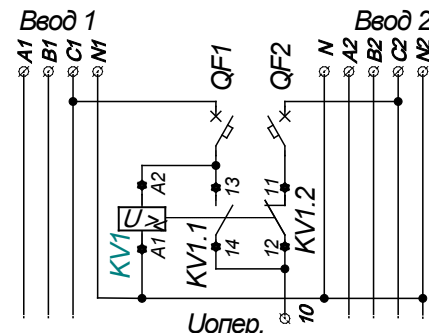 Ввод 1
Ввод 2
A1
B1
C1
N1
QF1
QF2
N
A2
B2
C2
N2
A2
13
11
U≥
KV1
A1
KV1.1
14
12
KV1.2
Uопер.
10